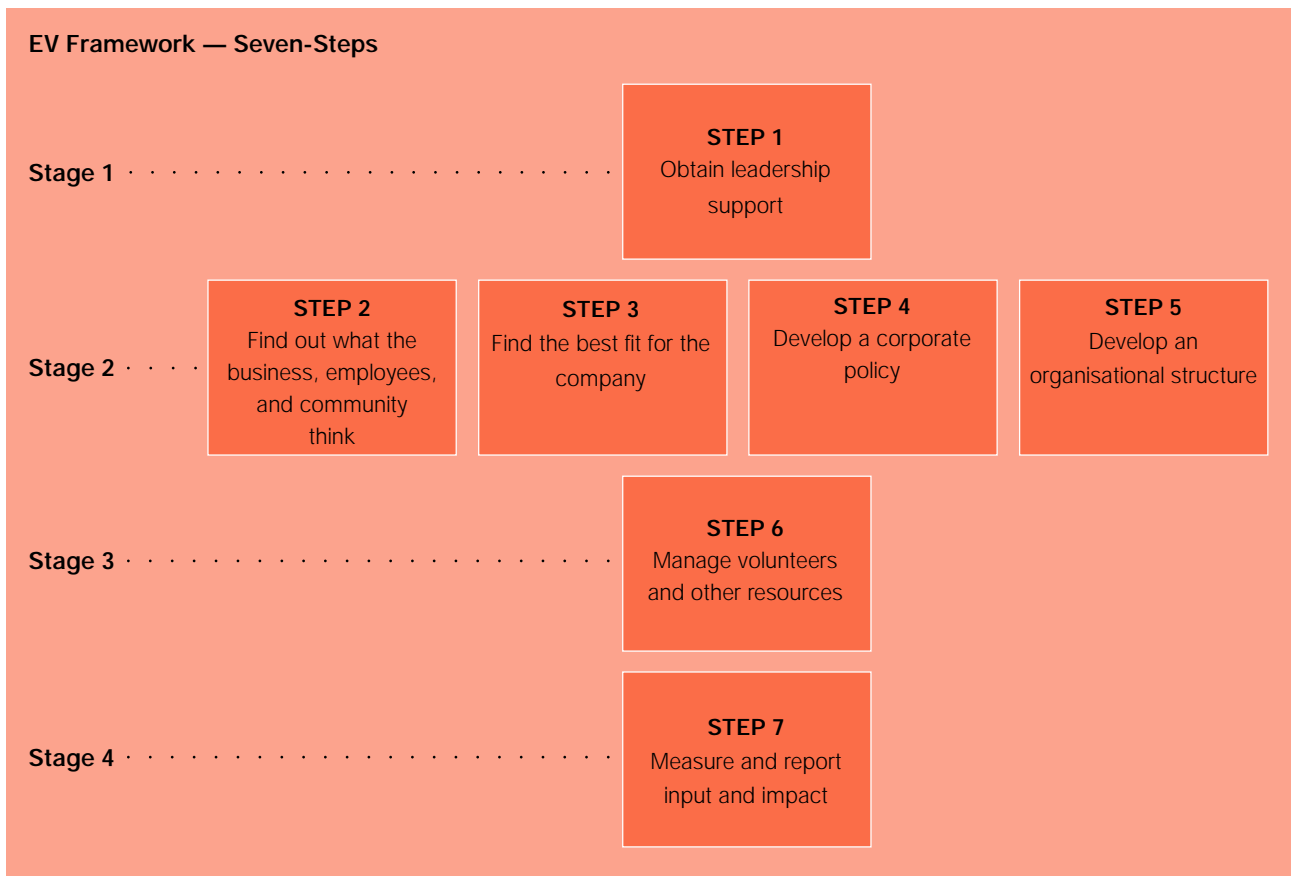 EV Framework — Seven-Steps
Stage 1
STEP 1
Obtain leadership
support
Stage 2
STEP 2
Find out what the
business, employees,
and community
think
STEP 3
Find the best fit for the
company
STEP 4
Develop a corporate
policy
STEP 5
Develop an
organisational structure
Stage 3
STEP 6
Manage volunteers
and other resources
Stage 4
STEP 7
Measure and report
input and impact